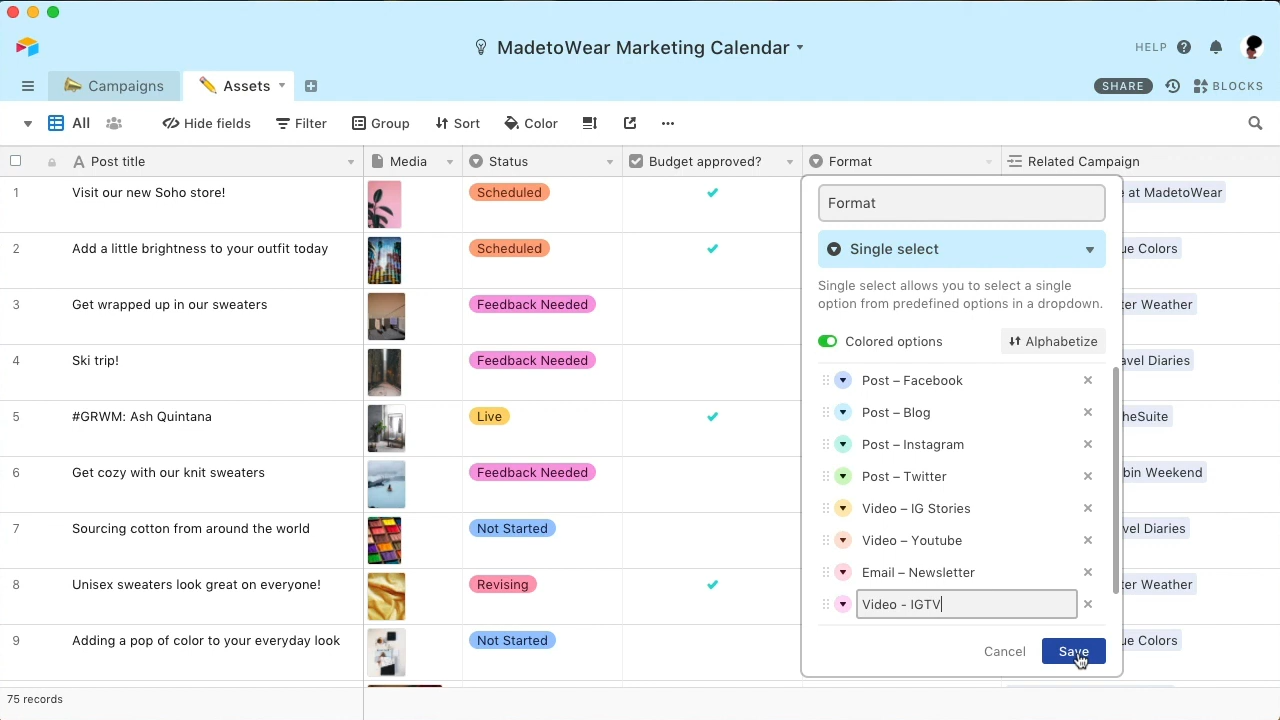 MadetoWear Marketing Calendar
HELP
Campaigns
Assets
SHARE
BLOCKS
All
Hide fields
Filter
Group
Sort
Color
Post title
Media
Status
Budget approved?
Format
Related Campaign
1 Visit our new Soho store! Scheduled at MadetoWear
2 Add a little brightness to your outfit today Scheduled ue Colors
3 Get wrapped up in our sweaters Feedback Needed ter Weather
4 Ski trip! Feedback Needed avel Diaries
5 #GRWM: Ash Quintana Live heSuite
6 Get cozy with our knit sweaters Feedback Needed bin Weekend
7 Sourcing cotton from around the world Not Started vel Diaries
8 Unisex sweaters look great on everyone! Revising ter Weather
9 Adding a pop of color to your everyday look Not Started ue Colors
Format
Single select
Single select allows you to select a single
option from predefined options in a dropdown.
Colored options
Alphabetize
Post – Facebook
Post – Blog
Post – Instagram
Post – Twitter
Video – IG Stories
Video – Youtube
Email – Newsletter
Video - IGTV
Cancel
Save
75 records